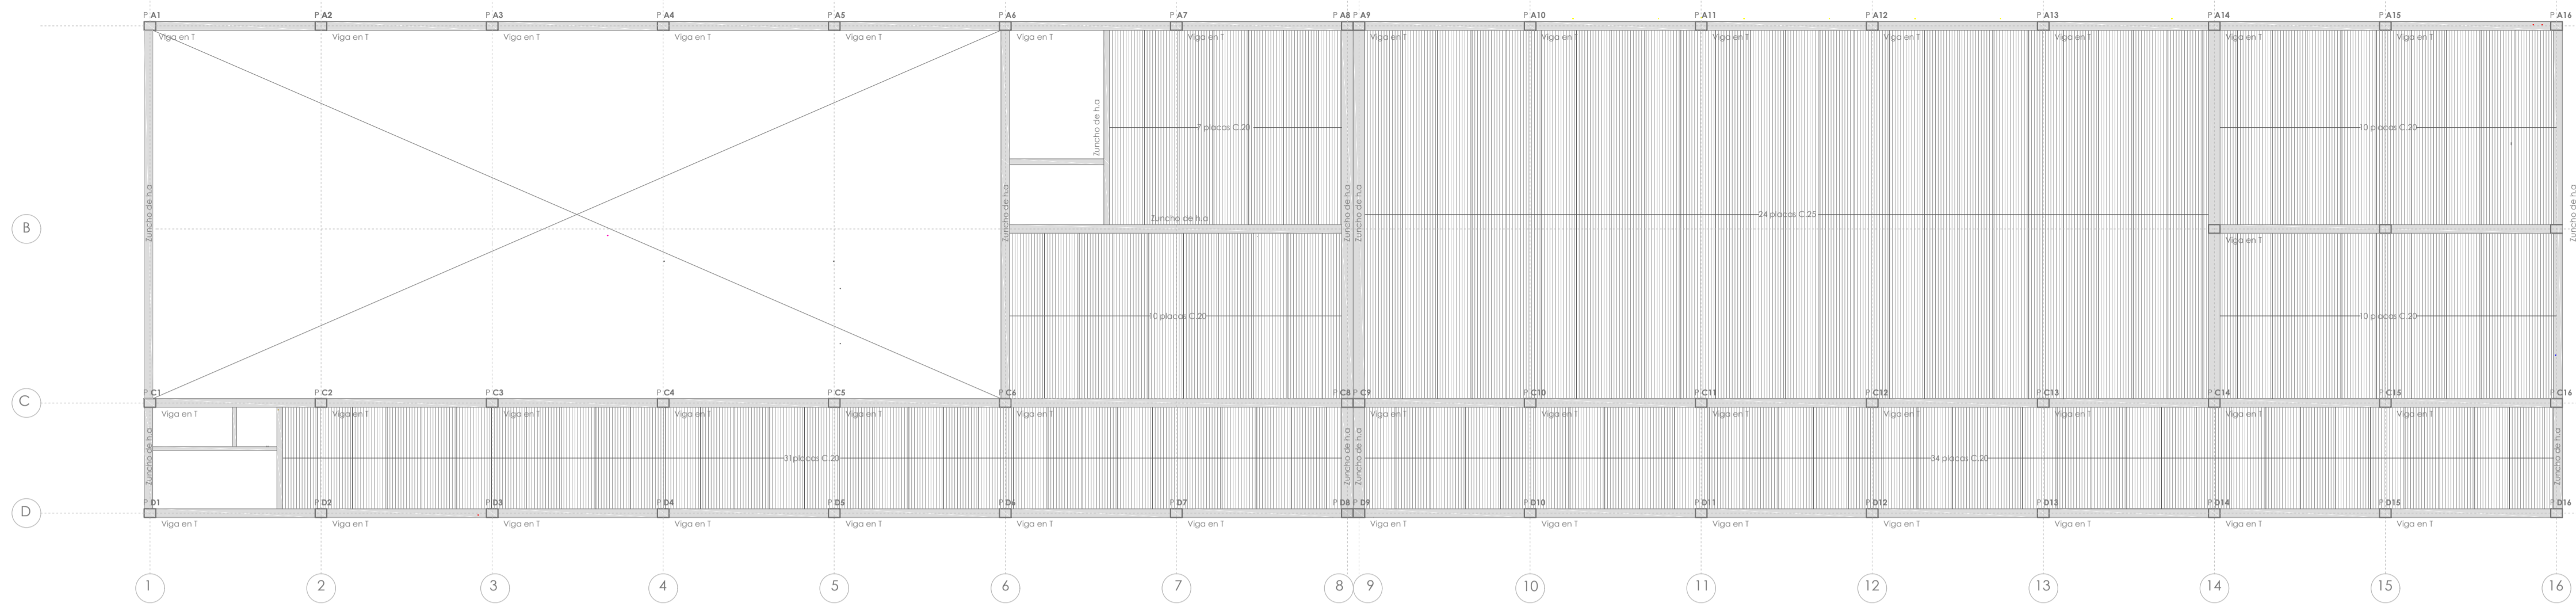 P A1 P A2 P A3 P A4 P A5 P A6 P A7 P A8 P A9 P A10 P A11 P A12 P A13 P A14 P A15 P A16
Viga en T Viga en T Viga en T Viga en T Viga en T Viga en T Viga en T Viga en T Viga en T Viga en T Viga en T Viga en T Viga en T Viga en T
Zuncho de h.a
7 placas C.20
10 placas C.20
Zuncho de h.a
Zuncho de h.a
Zuncho de h.a
Zuncho de h.a
Zuncho de h.a
Zuncho de h.a
24 placas C.25
B
Viga en T
10 placas C.20
10 placas C.20
P C1 P C2 P C3 P C4 P C5 P C6 P C8 P C9 P C10 P C11 P C12 P C13 P C14 P C15 P C16
C
Viga en T Viga en T Viga en T Viga en T Viga en T Viga en T Viga en T Viga en T Viga en T Viga en T Viga en T Viga en T Viga en T
Zuncho de h.a
Zuncho de h.a
Zuncho de h.a
Zuncho de h.a
31placas C.20
34 placas C.20
P D1 P D2 P D3 P D4 P D5 P D6 P D7 P D8 P D9 P D10 P D11 P D12 P D13 P D14 P D15 P D16
D
Viga en T Viga en T Viga en T Viga en T Viga en T Viga en T Viga en T Viga en T Viga en T Viga en T Viga en T Viga en T Viga en T Viga en T
1 2 3 4 5 6 7 8 9 10 11 12 13 14 15 16